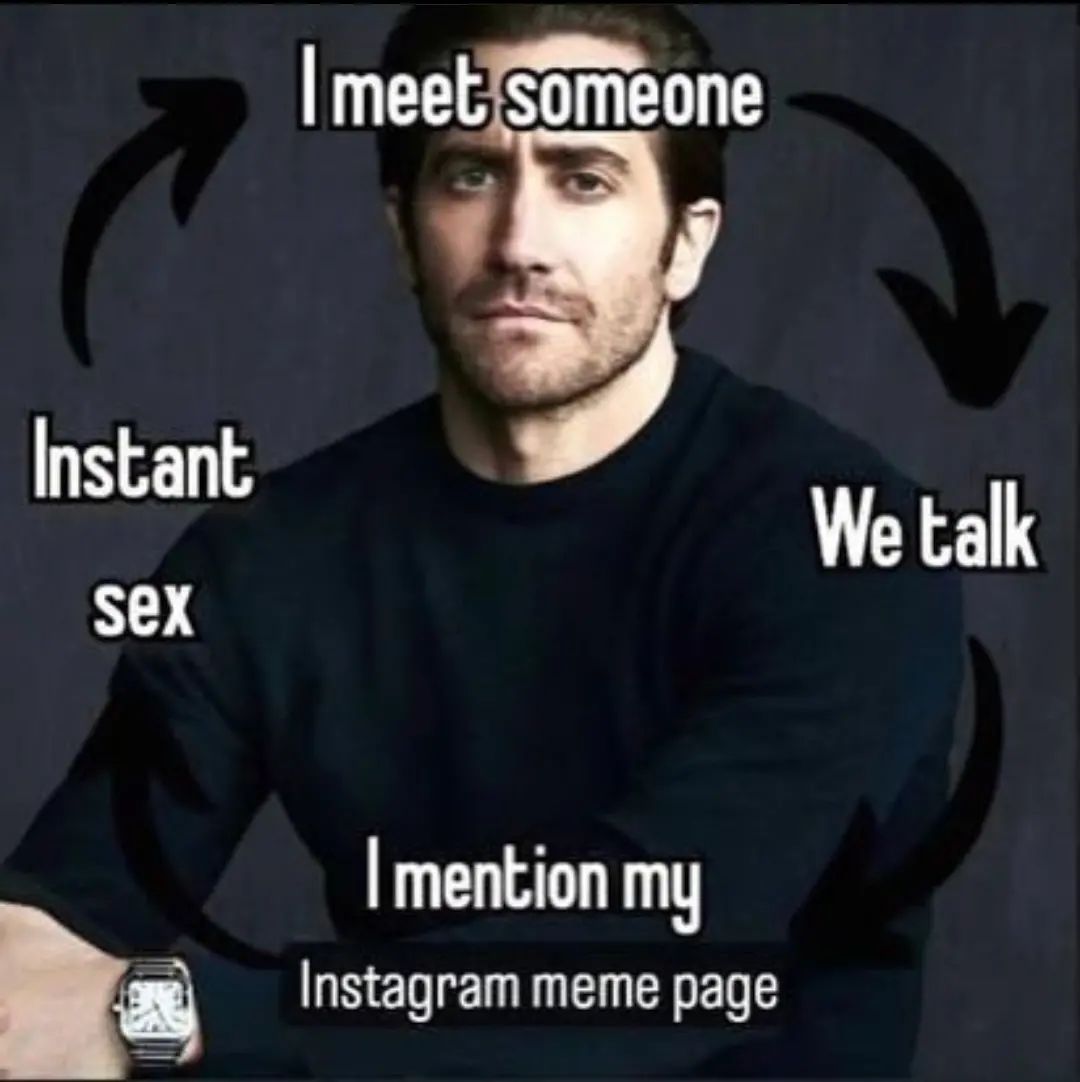 I meet someone
We talk
I mention my
Instagram meme page
Instant
sex